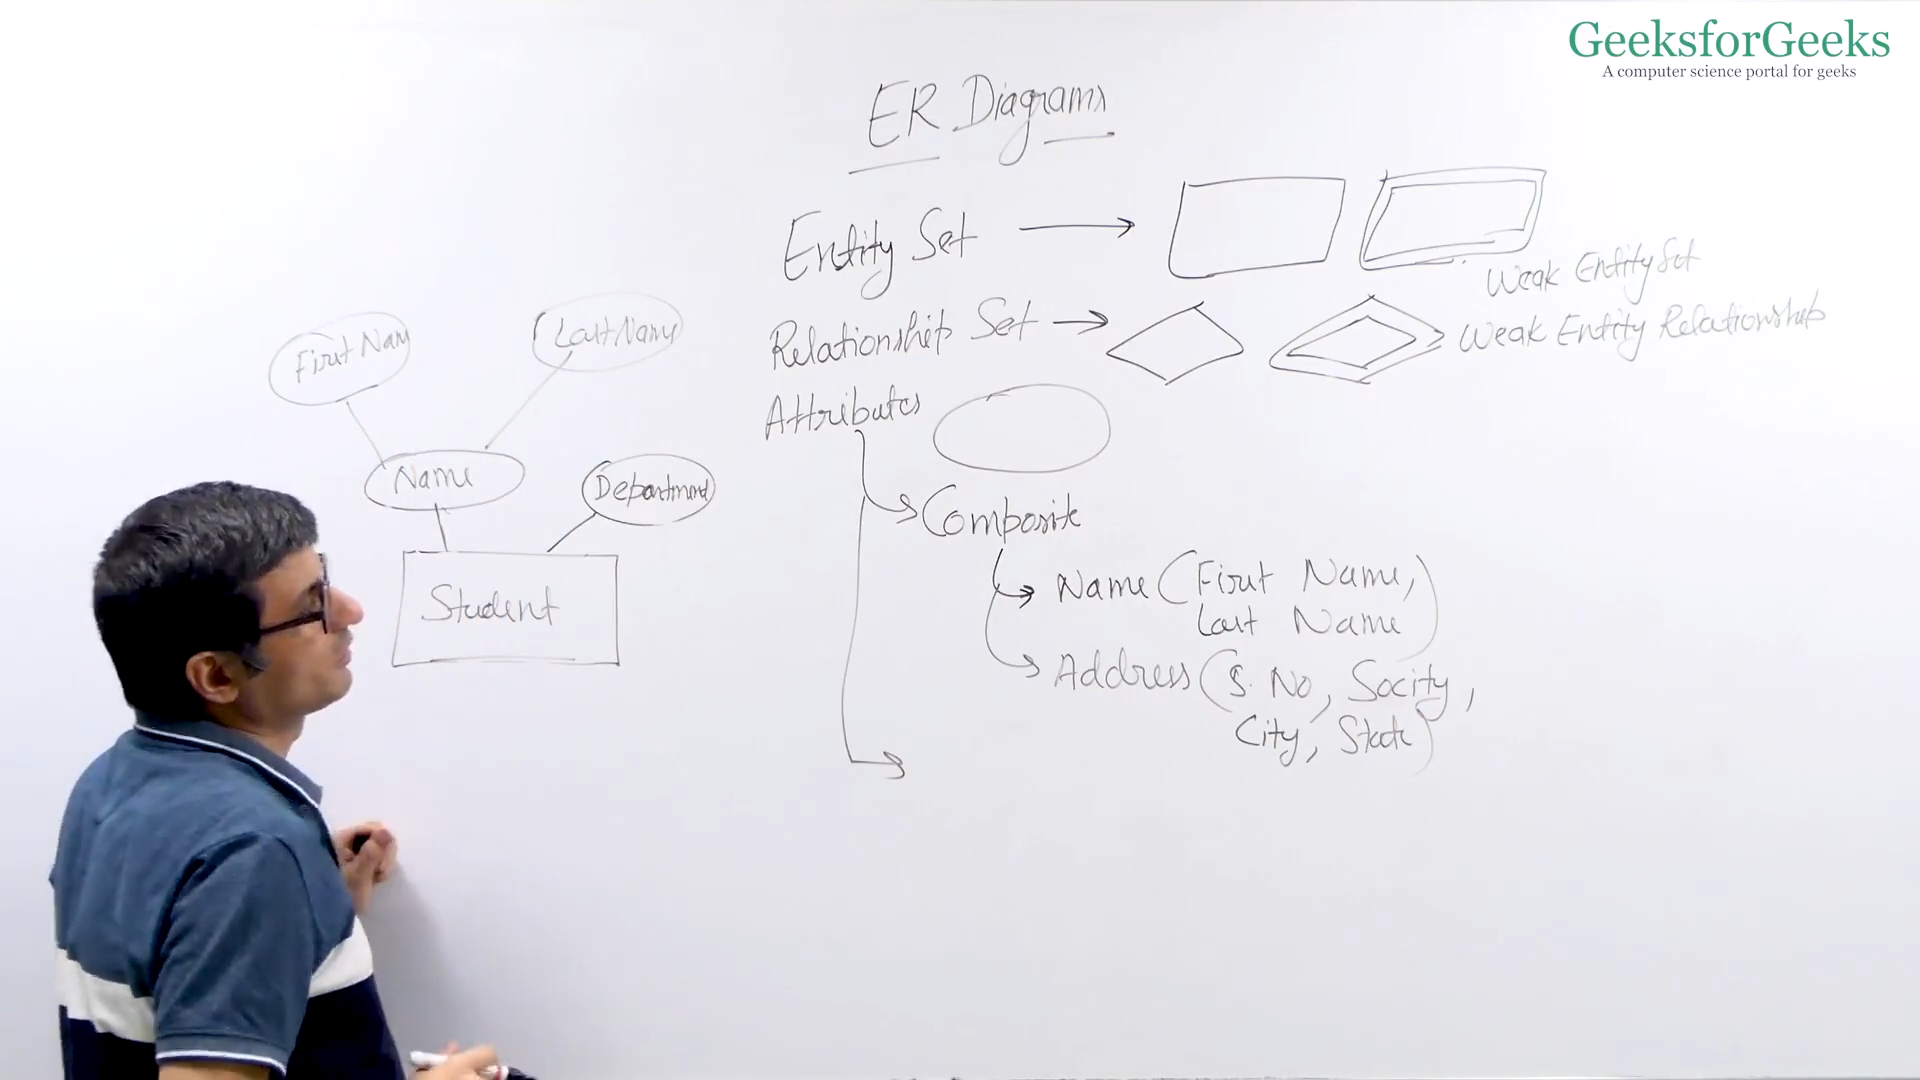 GeeksforGeeks
A computer science portal for geeks
ER Diagrams
Entity Set
Weak Entity Set
Relationship Set
Weak Entity Relationship
Attributes
Composite
Name (First Name,
Last Name)
Address (S. No, Socity,
City, State)
First Nam
Last Name
Name
Department
Student